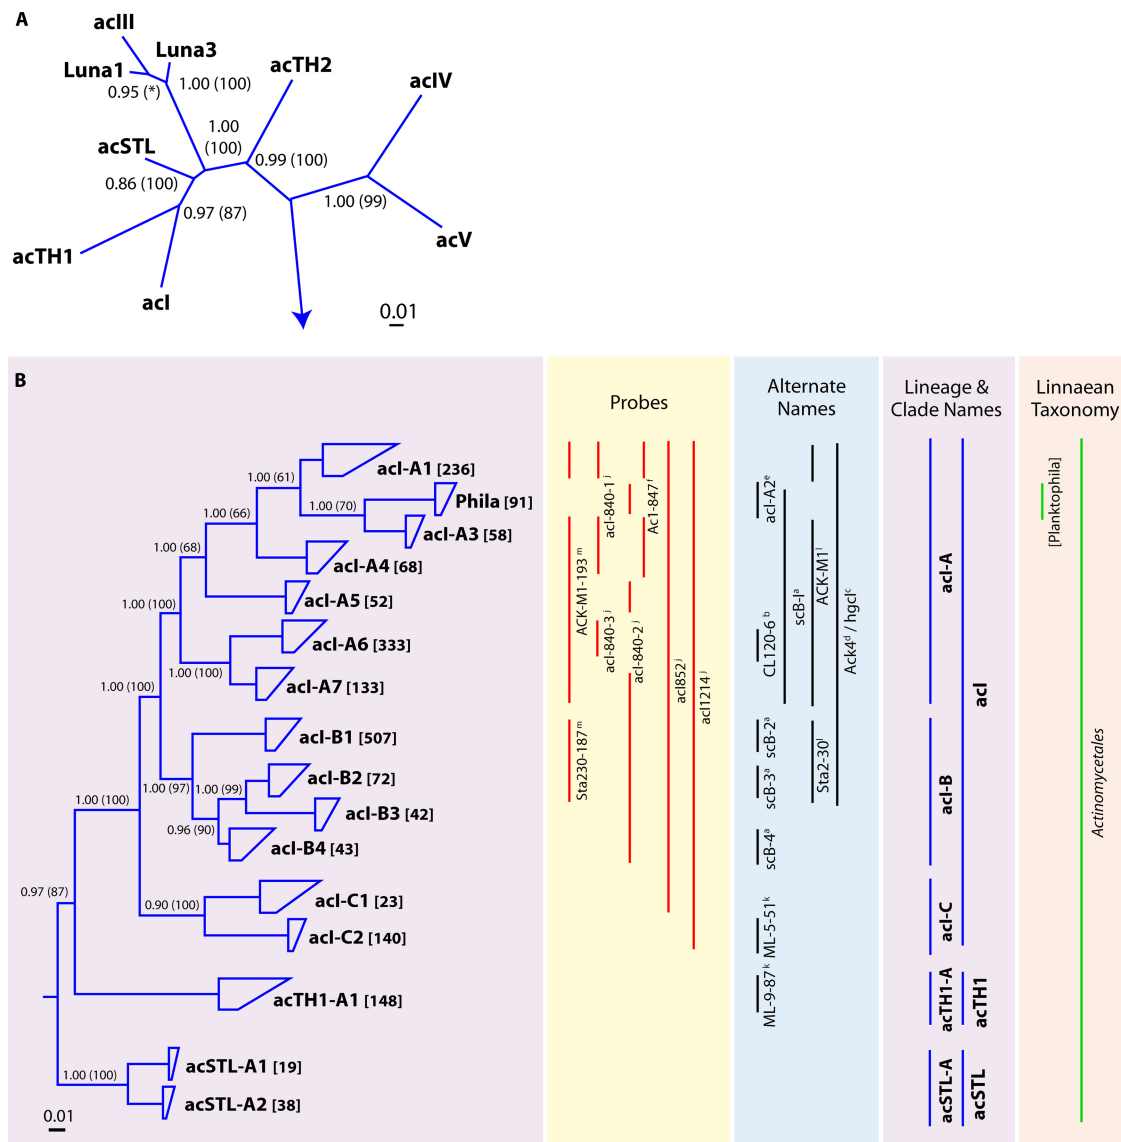 A
acIII
Luna3
Luna1
1.00 (100)
0.95 (*)
acTH2
acIV
1.00
(100)
acSTL
0.99 (100)
0.86 (100)
1.00 (99)
0.97 (87)
acV
acTH1
acI
0.01
B
Probes
Alternate
Names
Lineage &
Clade Names
Linnaean
Taxonomy
acI-A1 [236]
1.00 (61)
Phila [91]
1.00 (70)
1.00 (66)
acI-A3 [58]
1.00 (68)
acI-A4 [68]
acI-A5 [52]
1.00 (100)
acI-A6 [333]
1.00 (100)
1.00 (100)
acI-A7 [133]
acI-B1 [507]
acI-B2 [72]
1.00 (97)
1.00 (99)
1.00 (100)
acI-B3 [42]
0.96 (90)
acI-B4 [43]
0.97 (87)
acI-C1 [23]
0.90 (100)
acI-C2 [140]
acTH1-A1 [148]
acSTL-A1 [19]
1.00 (100)
acSTL-A2 [38]
0.01
ACK-M1-193 m
Sta230-187 m
acI-840-1 j
acI-840-3 j
acI-840-2 j
Ac1-847 f
acI852 j
acI1214 j
acI-A2 e
CL120-6 b
scB-2 a
scB-3 a
scB-4 a
ML-5-51 k
ML-9-87 k
scB-I a
ACK-M1 l
Sta2-30 l
Ack4 d / hgcI c
acI-A
acI-B
acI-C
acTH1-A
acSTL-A
acI
acTH1
acSTL
[Planktophila]
Actinomycetales